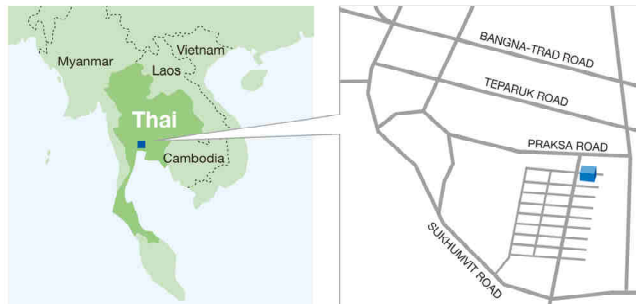 Myanmar
Vietnam
Laos
Thai
Cambodia
BANGNA-TRAD ROAD
TEPARUK ROAD
PRAKSA ROAD
SUKHUMVIT ROAD